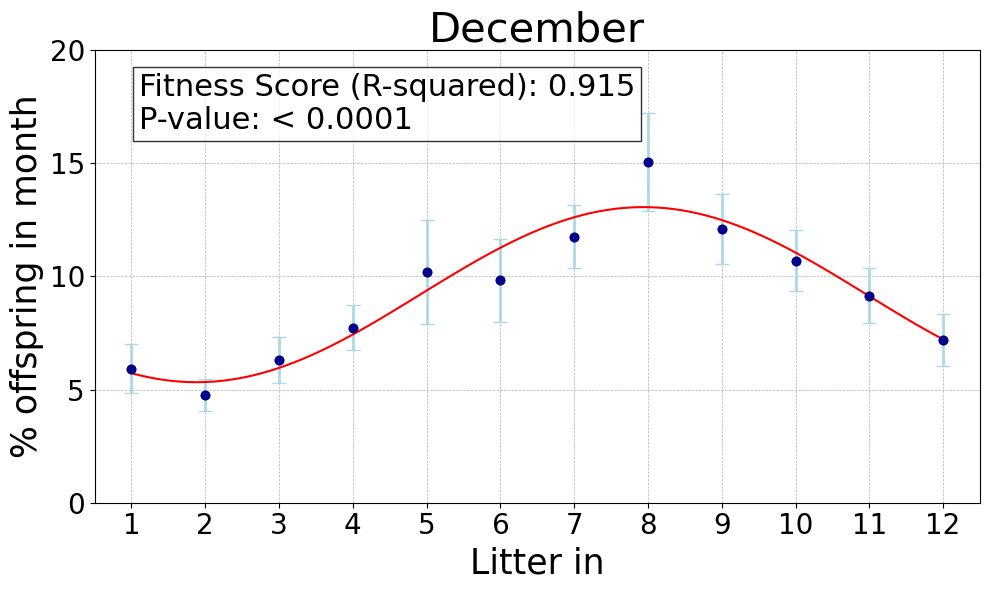 December
Fitness Score (R-squared): 0.915
P-value: < 0.0001
% offspring in month
20
15
10
5
0
1 2 3 4 5 6 7 8 9 10 11 12
Litter in